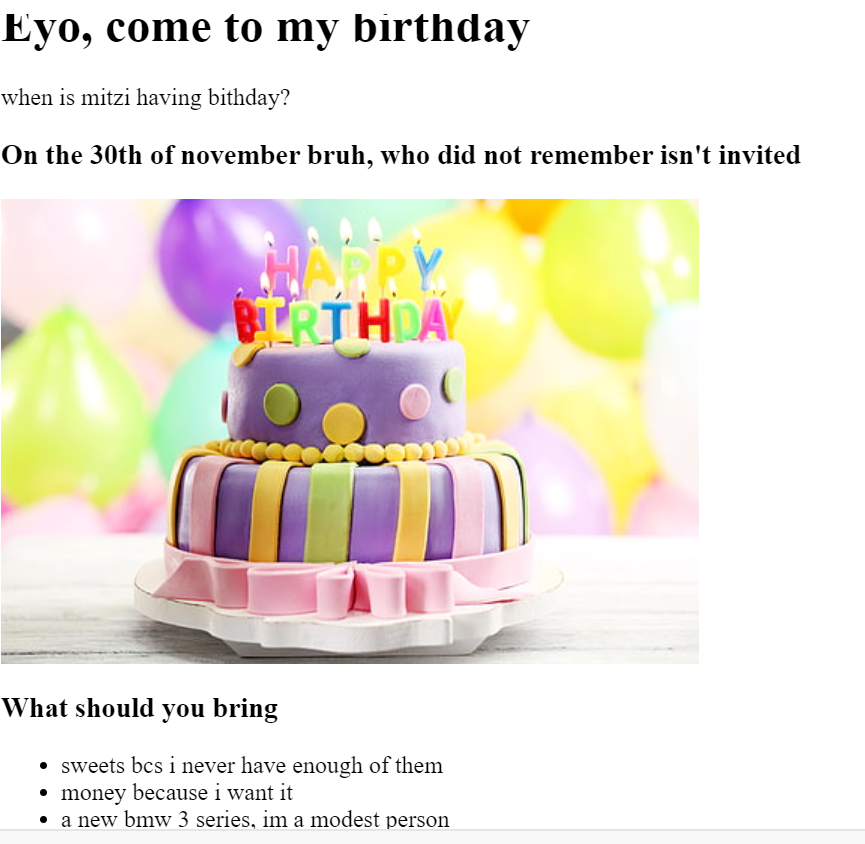 Eyo, come to my birthday
when is mitzi having bithday?
On the 30th of november bruh, who did not remember isn't invited
HAPPY
BIRTHDAY
What should you bring
• sweets bcs i never have enough of them
• money because i want it
• a new bmw 3 series, im a modest person